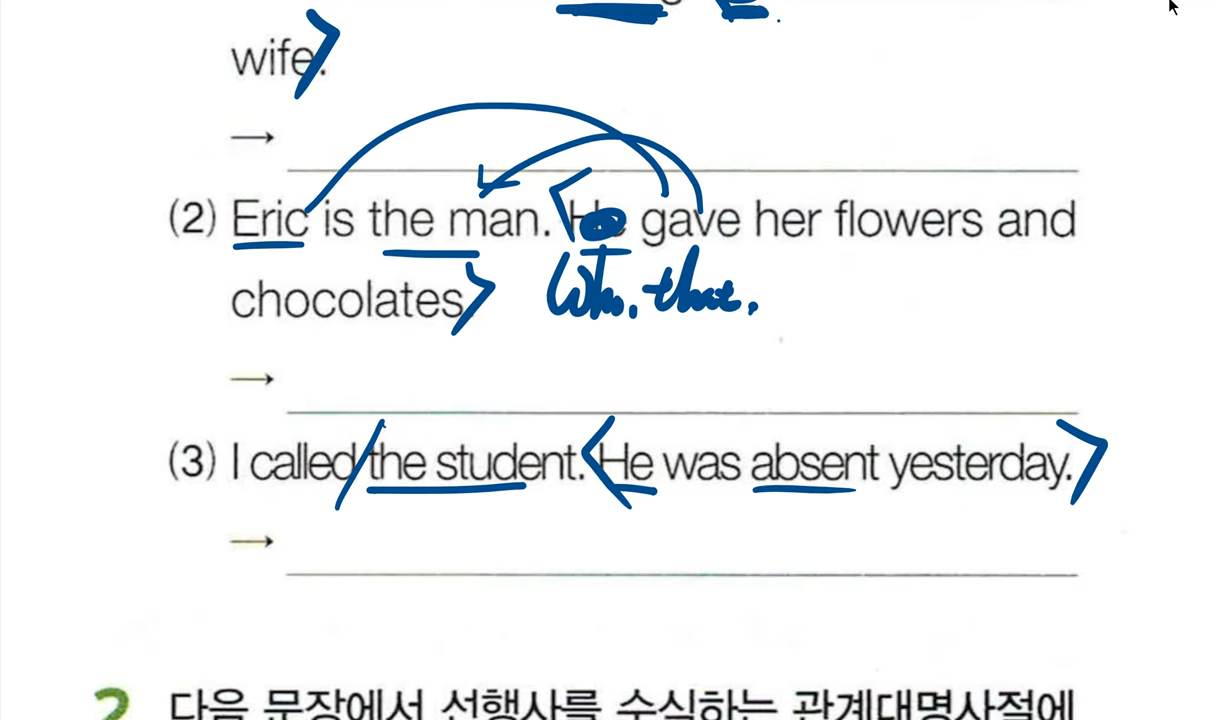 wife.
→
(2) Eric is the man. He gave her flowers and
chocolates
who, that,
→
(3) I called the student. He was absent yesterday.
→
2 다음 문장에서 선행사를 수식하는 관계대명사절에